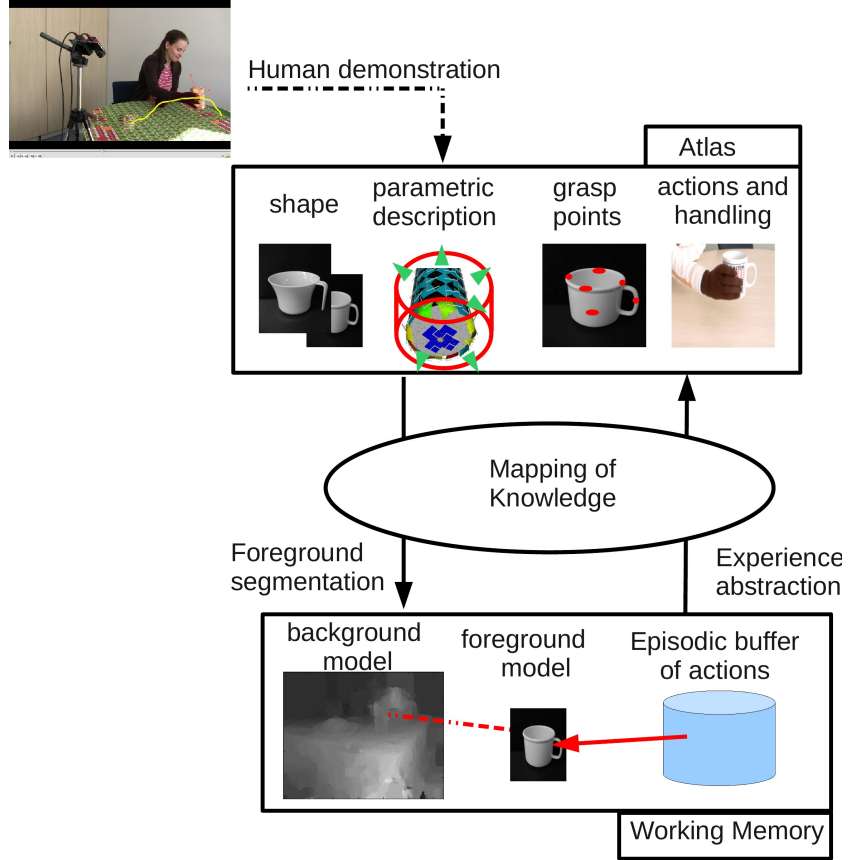 Human demonstration
Atlas
shape
parametric
description
grasp
points
actions and
handling
Mapping of
Knowledge
Foreground
segmentation
Experience
abstraction
background
model
foreground
model
Episodic buffer
of actions
Working Memory